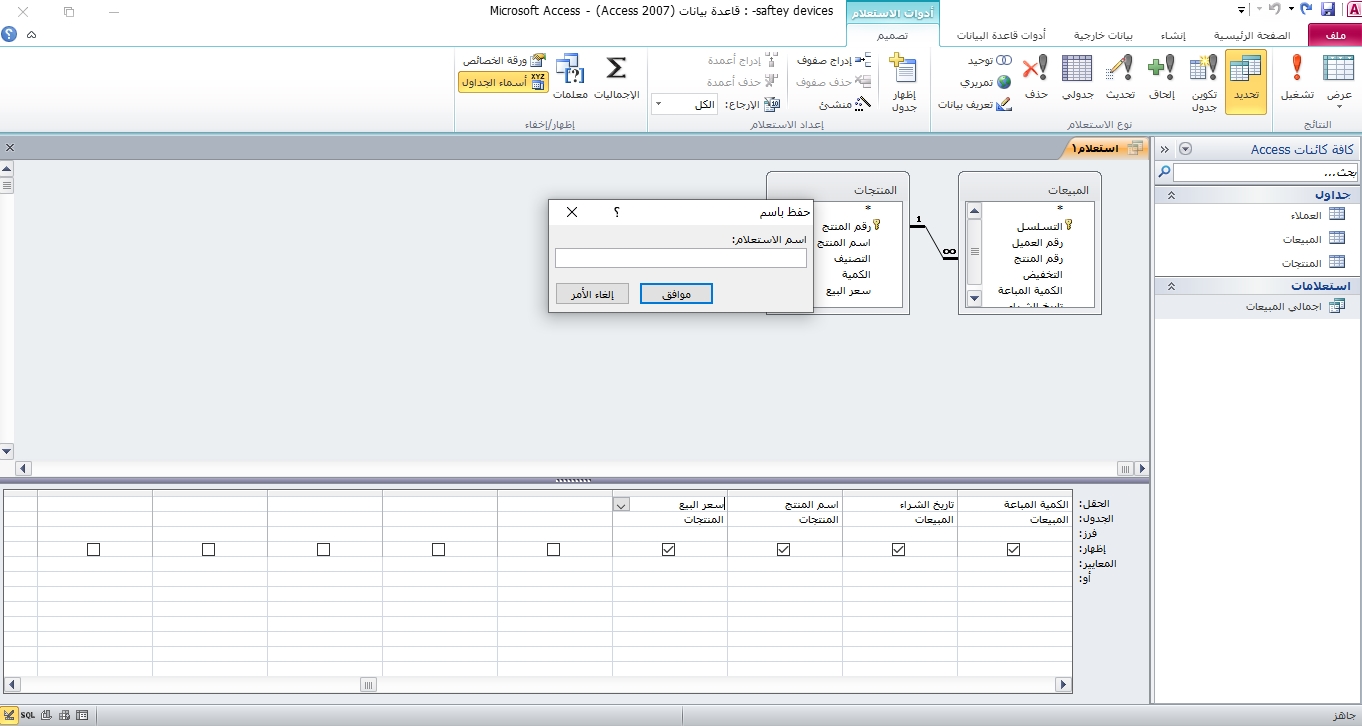 saftey devices- : قاعدة بيانات (Access 2007) - Microsoft Access
أدوات الاستعلام
ملف
الصفحة الرئيسية
إنشاء
بيانات خارجية
أدوات قاعدة البيانات
تصميم
عرض
تشغيل
النتائج
تحديد
تكوين جدول
إلحاق
تحديث
جدولي
حذف
توحيد
تمريري
تعريف بيانات
نوع الاستعلام
إظهار جدول
إدراج صفوف
حذف صفوف
منشئ
إدراج أعمدة
حذف أعمدة
الإرجاع: الكل
إعداد الاستعلام
الإجماليات
معلمات
ورقة الخصائص
أسماء الجداول
إظهار/إخفاء
كافة كائنات Access
بحث...
جداول
العملاء
المبيعات
المنتجات
استعلامات
اجمالي المبيعات
استعلام١
المبيعات
*
التسلسل
رقم العميل
رقم المنتج
التخفيض
الكمية المباعة
تاريخ الشراء
1
∞
المنتجات
*
رقم المنتج
اسم المنتج
التصنيف
الكمية
سعر البيع
حفظ باسم
؟
اسم الاستعلام:
موافق
إلغاء الأمر
الحقل: الكمية المباعة تاريخ الشراء اسم المنتج سعر البيع
الجدول: المبيعات المبيعات المنتجات المنتجات
فرز:
إظهار:
المعايير:
أو:
جاهز
SQL